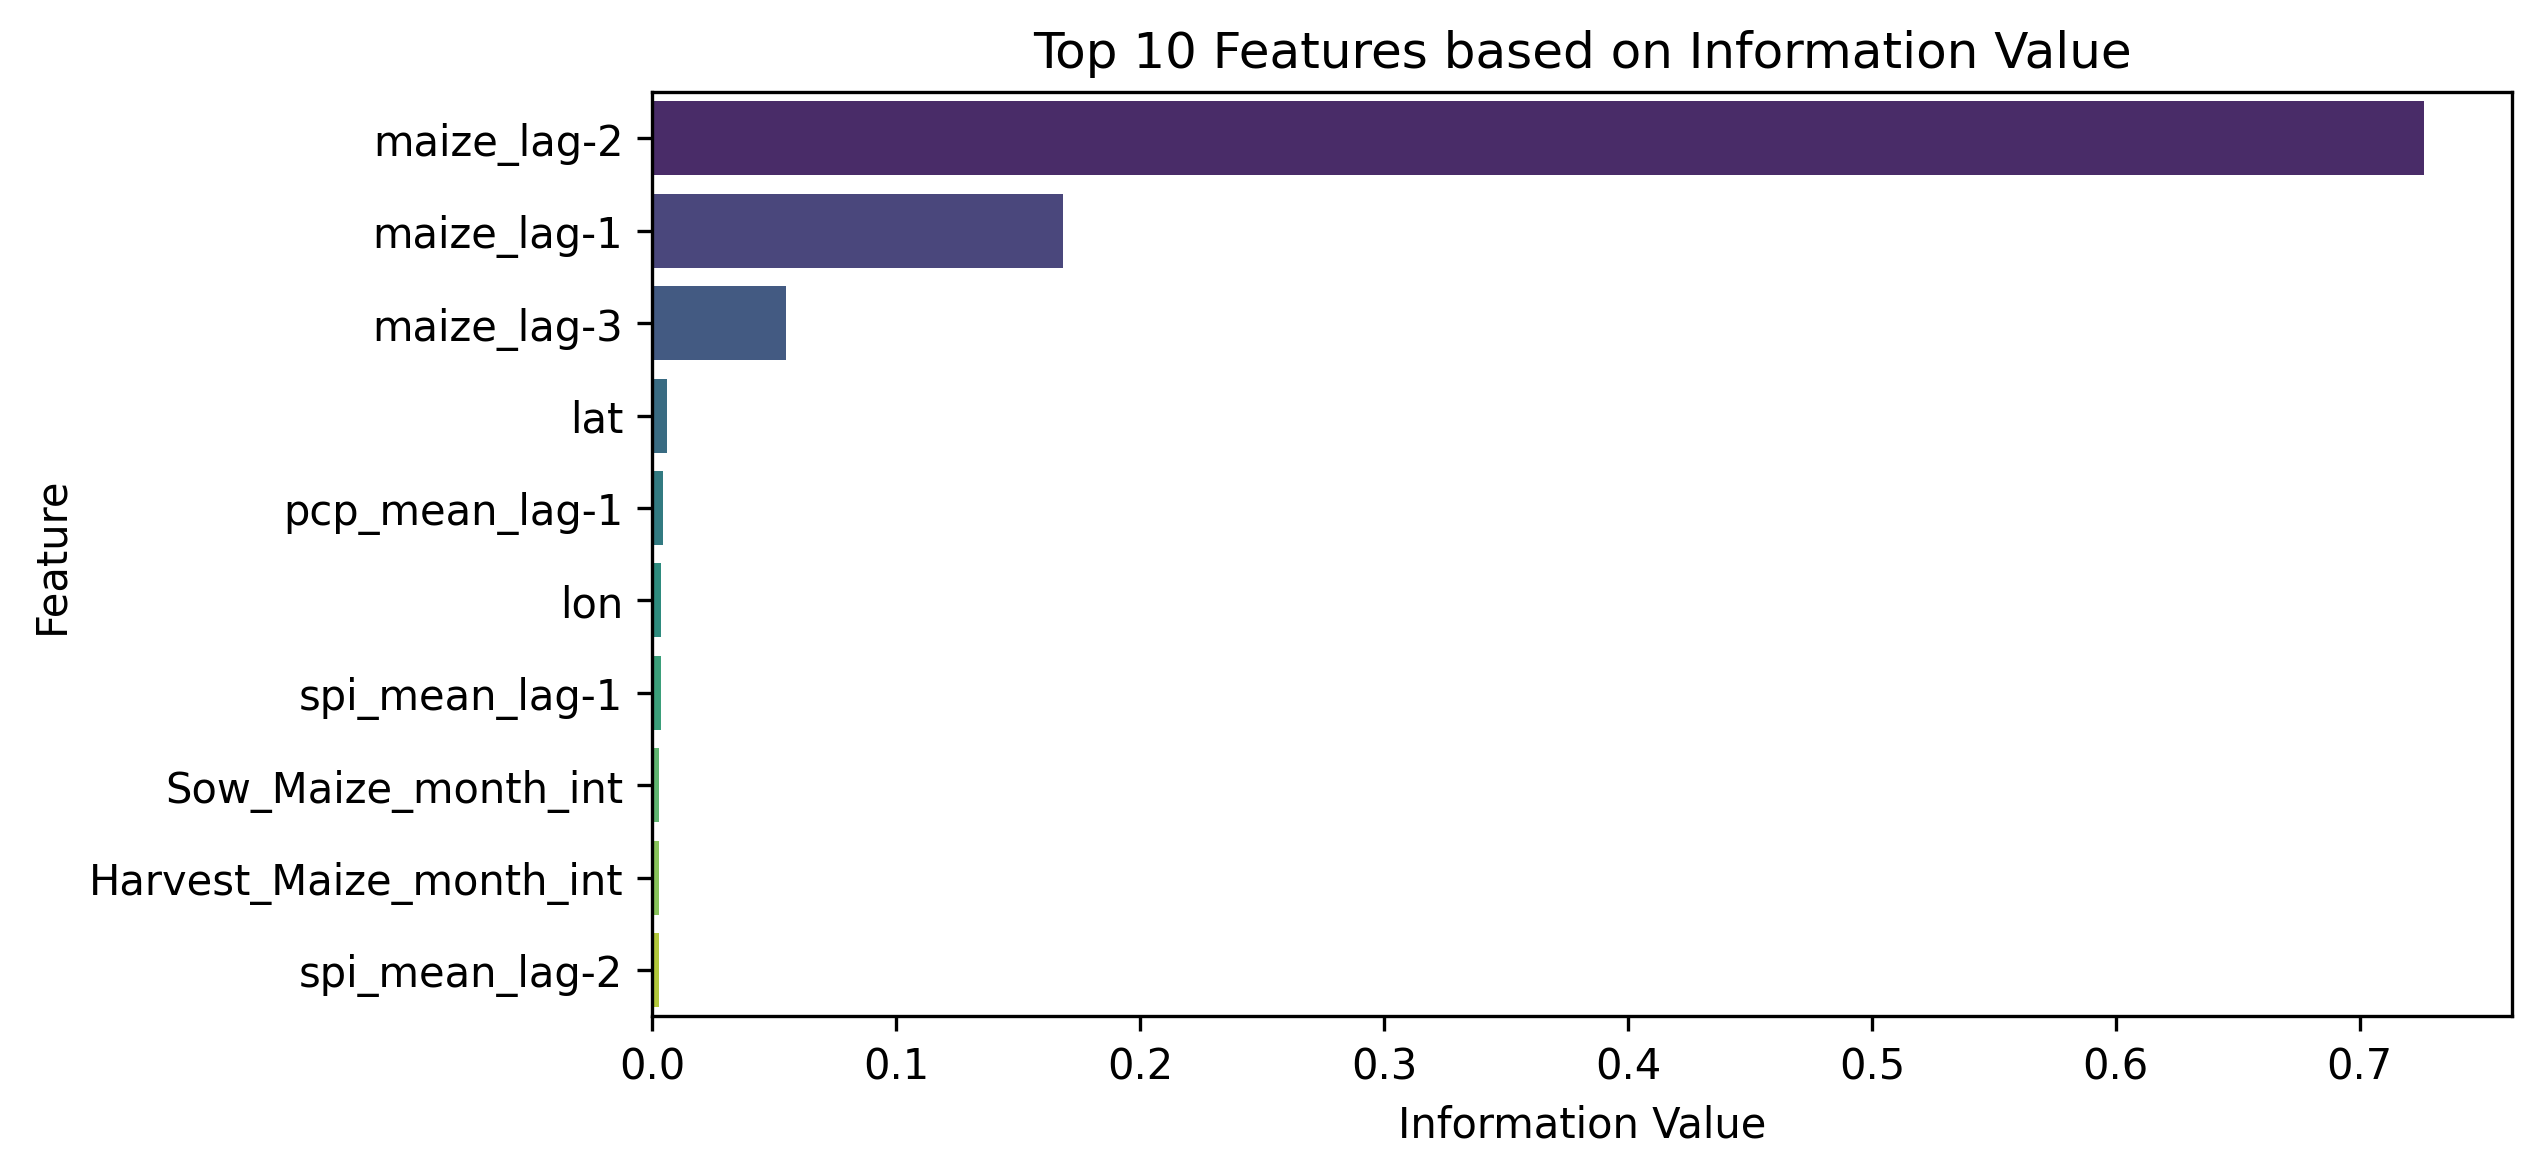 Top 10 Features based on Information Value
maize_lag-2
maize_lag-1
maize_lag-3
lat
pcp_mean_lag-1
lon
spi_mean_lag-1
Sow_Maize_month_int
Harvest_Maize_month_int
spi_mean_lag-2
Feature
0.0 0.1 0.2 0.3 0.4 0.5 0.6 0.7
Information Value